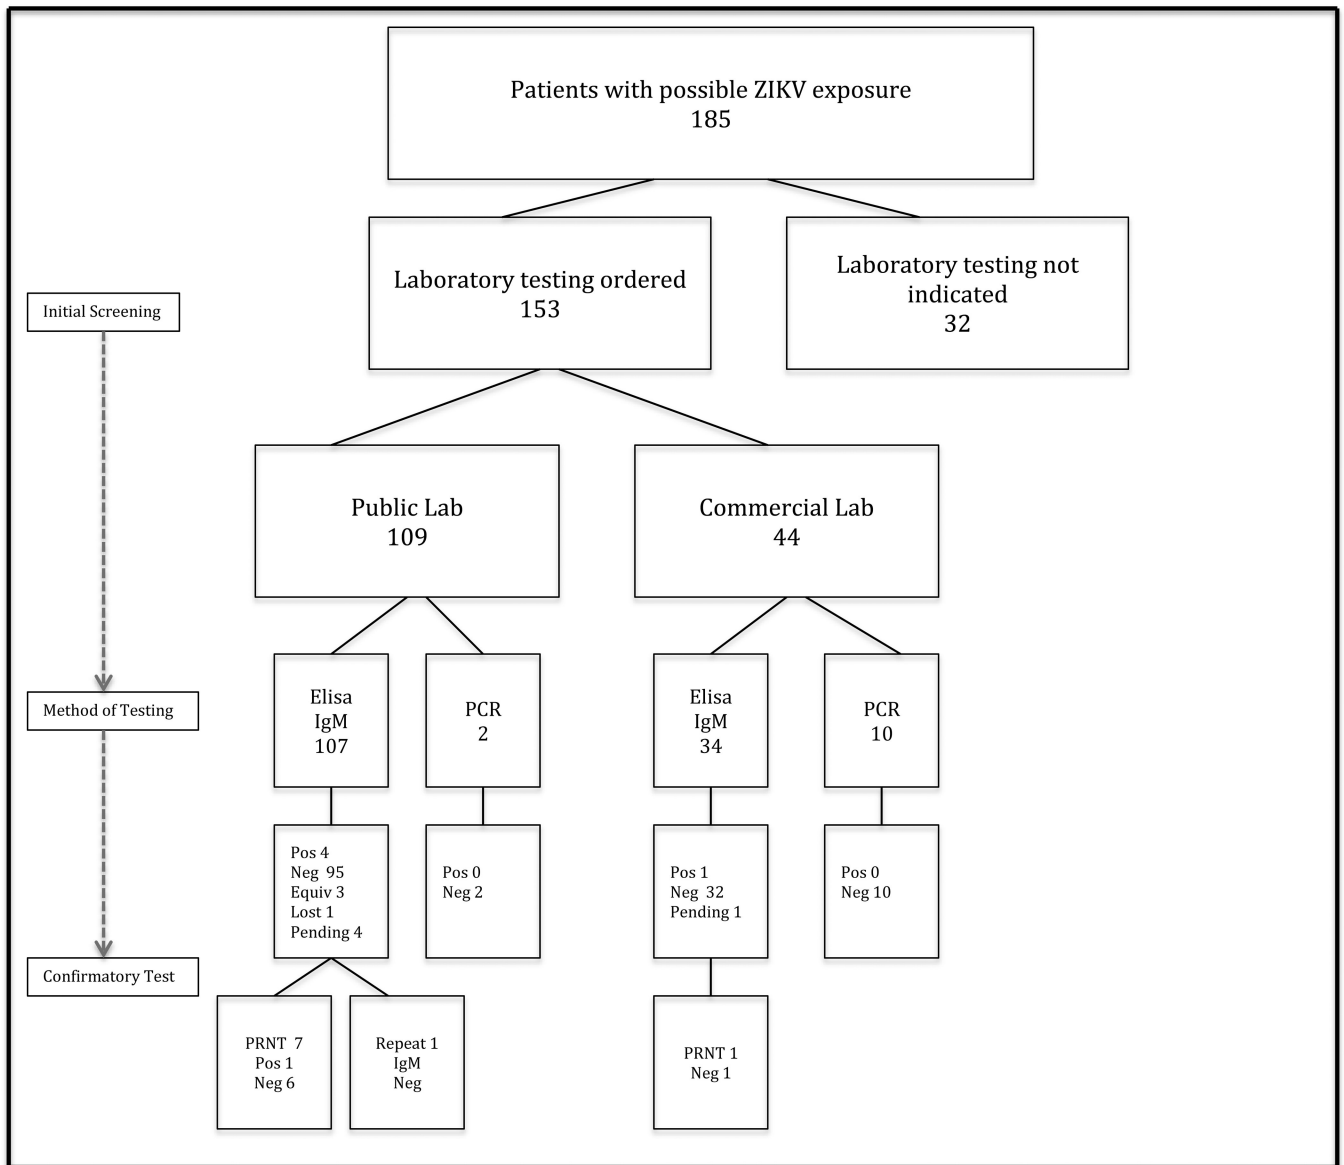 Patients with possible ZIKV exposure
185
Laboratory testing ordered
153
Laboratory testing not
indicated
32
Initial Screening
Public Lab
109
Commercial Lab
44
Method of Testing
Elisa
IgM
107
PCR
2
Elisa
IgM
34
PCR
10
Pos 4
Neg 95
Equiv 3
Lost 1
Pending 4
Pos 0
Neg 2
Pos 1
Neg 32
Pending 1
Pos 0
Neg 10
Confirmatory Test
PRNT 7
Pos 1
Neg 6
Repeat 1
IgM
Neg
PRNT 1
Neg 1